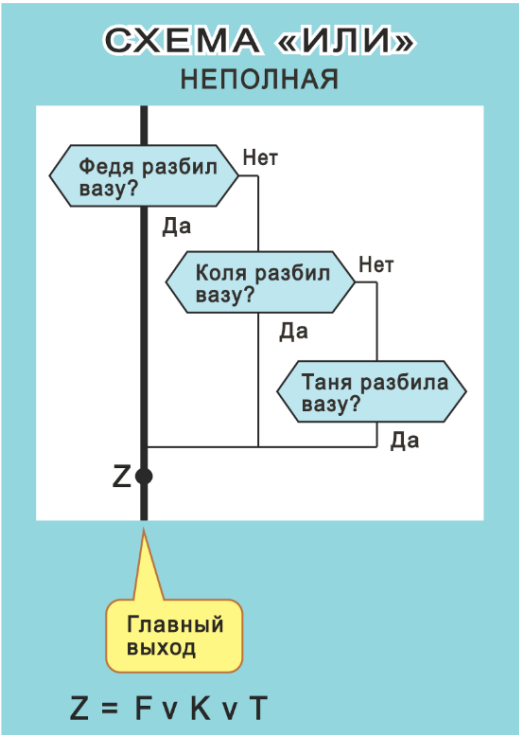 СХЕМА «ИЛИ»
НЕПОЛНАЯ
Федя разбил
вазу?
Нет
Да
Коля разбил
вазу?
Нет
Да
Таня разбила
вазу?
Да
Z
Главный
выход
Z = F v K v T